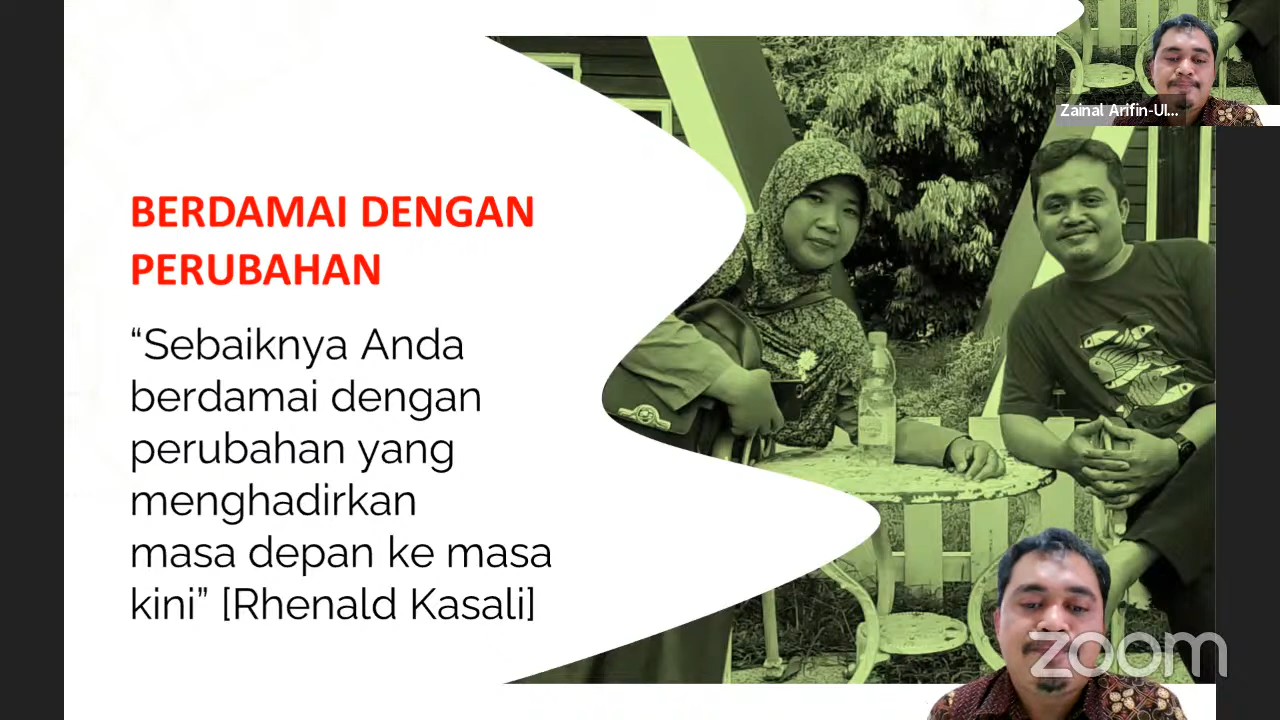 Zainal Arifin-UI...
BERDAMAI DENGAN
PERUBAHAN
“Sebaiknya Anda
berdamai dengan
perubahan yang
menghadirkan
masa depan ke masa
kini” [Rhenald Kasali]
zoom